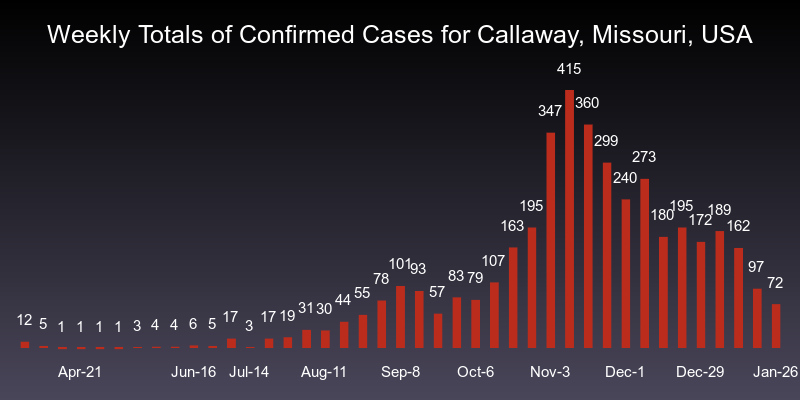 Weekly Totals of Confirmed Cases for Callaway, Missouri, USA
12 5 1 1 1 1 3 4 4 6 5 17 3 17 19 31 30 44 55 78 101 93 57 83 79 107 163 195 347 415 360 299 240 273 180 195 172 189 162 97 72
Apr-21 Jun-16 Jul-14 Aug-11 Sep-8 Oct-6 Nov-3 Dec-1 Dec-29 Jan-26